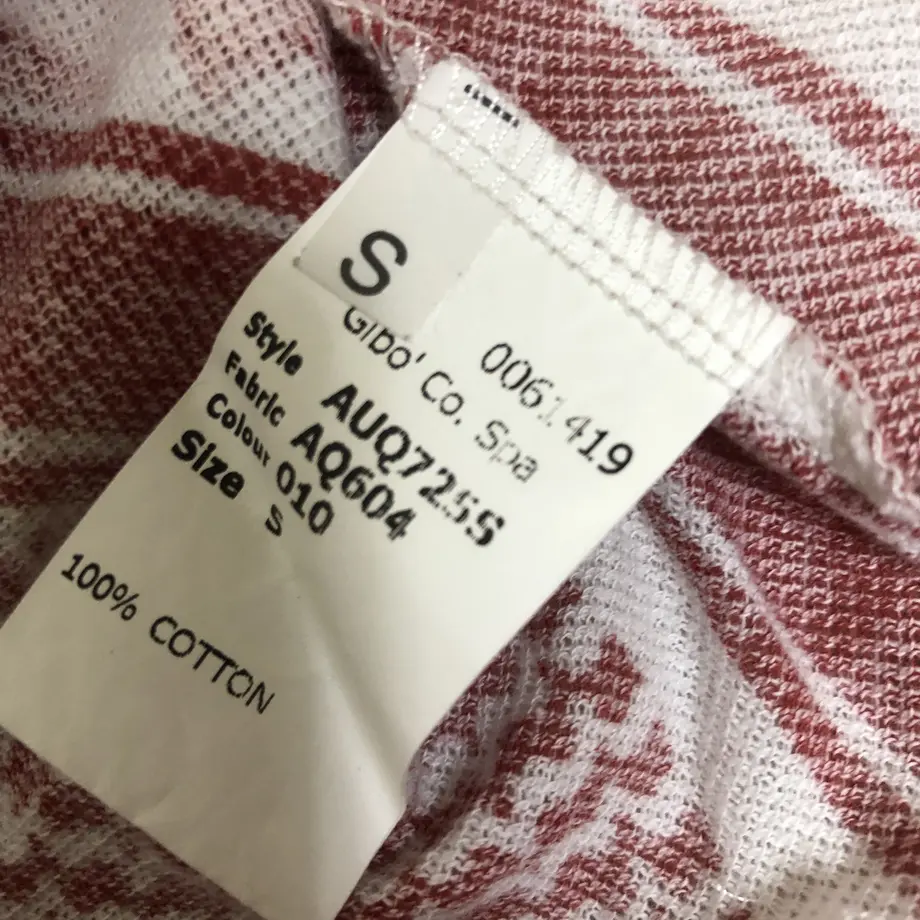 S
0061419
Gibo' Co. Spa
Style AUQ725S
Fabric AQ604
Colour 010
Size S
100% COTTON